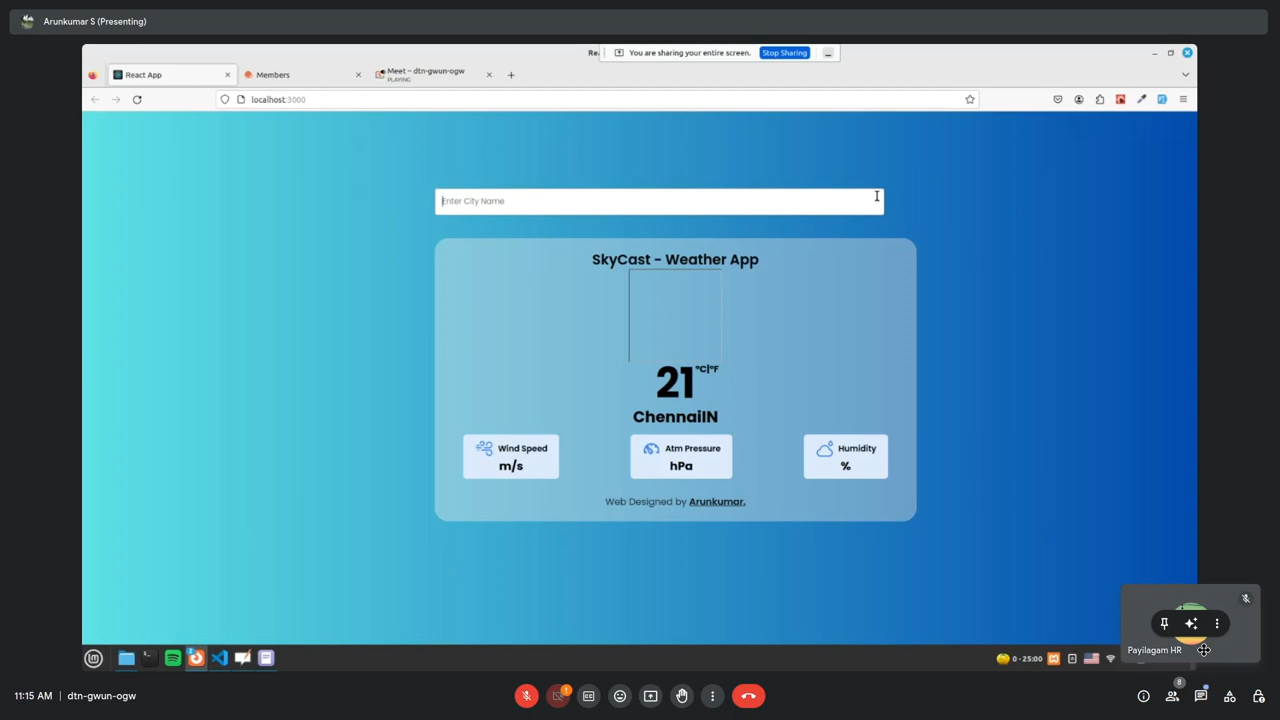 Arunkumar S (Presenting)
Re
You are sharing your entire screen.
Stop Sharing
React App
Members
Meet – dtn-gwun-ogw
PLAYING
localhost:3000
Enter City Name
SkyCast - Weather App
21 °C|°F
ChennaiIN
Wind Speed
m/s
Atm Pressure
hPa
Humidity
%
Web Designed by Arunkumar.
Payilagam HR
0 - 25:00
11:15 AM
dtn-gwun-ogw
8